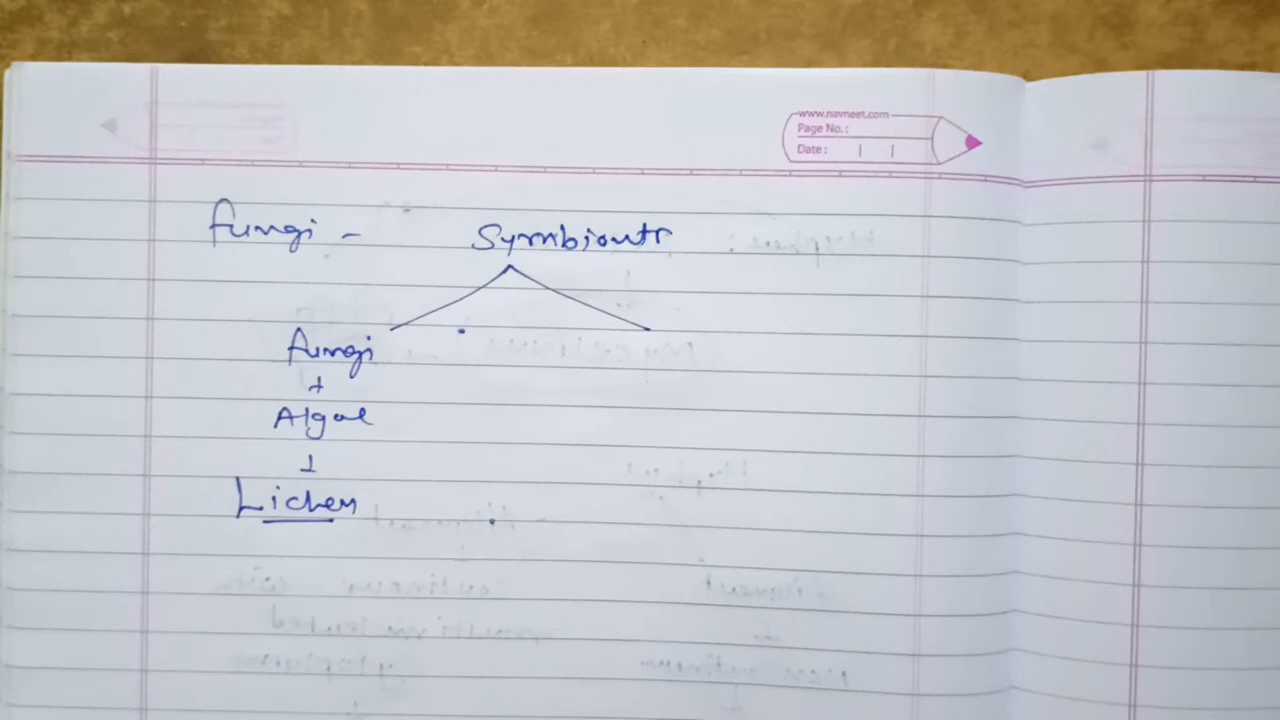 www.navneet.com
Page No. :
Date :
fungi - Symbionts
fungi
+
Algae
↓
Lichen